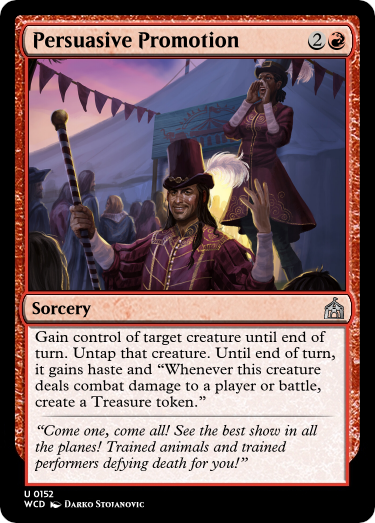 Persuasive Promotion 2
Sorcery
Gain control of target creature until end of
turn. Untap that creature. Until end of turn,
it gains haste and “Whenever this creature
deals combat damage to a player or battle,
create a Treasure token.”
“Come one, come all! See the best show in all
the planes! Trained animals and trained
performers defying death for you!”
U 0152
WCD Darko Stojanovic